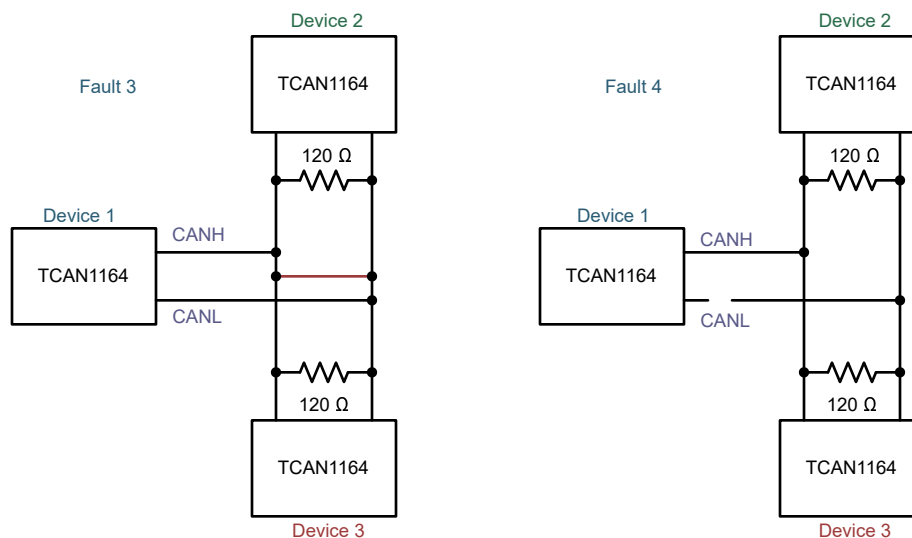 Device 2
TCAN1164
Fault 3
120 Ω
Device 1
CANH
TCAN1164
CANL
120 Ω
TCAN1164
Device 3
Device 2
TCAN1164
Fault 4
120 Ω
Device 1
CANH
TCAN1164
CANL
120 Ω
TCAN1164
Device 3